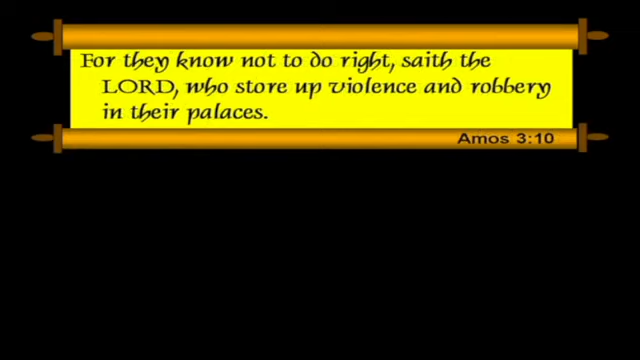 For they know not to do right, saith the
LORD, who store up violence and robbery
in their palaces.
Amos 3:10